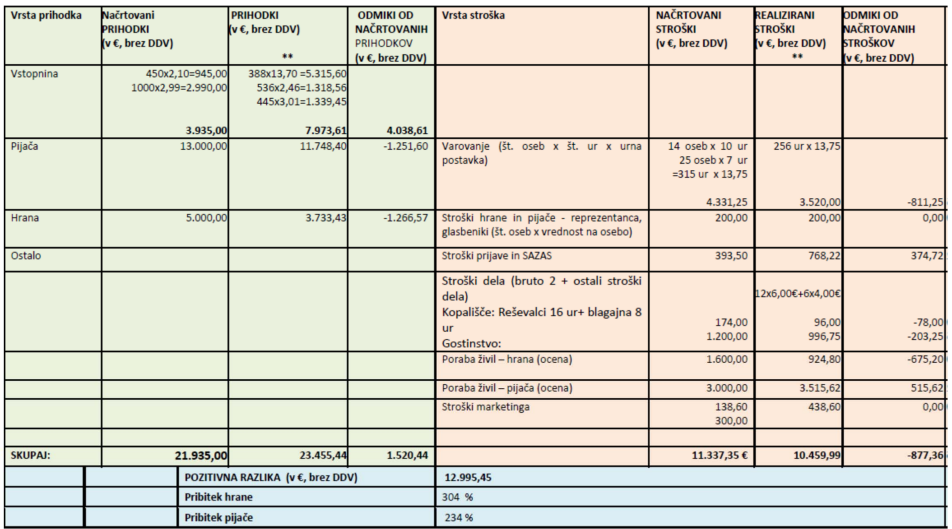 Vrsta prihodka Načrtovani PRIHODKI (v €, brez DDV) PRIHODKI (v €, brez DDV) ** ODMIKI OD NAČRTOVANIH PRIHODKOV (v €, brez DDV) Vrsta stroška NAČRTOVANI STROŠKI (v €, brez DDV) REALIZIRANI STROŠKI (v €, brez DDV) ** ODMIKI OD NAČRTOVANIH STROŠKOV (v €, brez DDV)
Vstopnina 450x2,10=945,00 388x13,70 =5.315,60
1000x2,99=2.990,00 536x2,46=1.318,56
445x3,01=1.339,45
3.935,00 7.973,61 4.038,61
Pijača 13.000,00 11.748,40 -1.251,60 Varovanje (št. oseb x št. ur x urna postavka) 14 oseb x 10 ur 256 ur x 13,75
25 oseb x 7 ur
=315 ur x 13,75
4.331,25 3.520,00 -811,25
Hrana 5.000,00 3.733,43 -1.266,57 Stroški hrane in pijače - reprezentanca, 200,00 200,00 0,00
glasbeniki (št. oseb x vrednost na osebo)
Ostalo Stroški prijave in SAZAS 393,50 768,22 374,72
Stroški dela (bruto 2 + ostali stroški
dela) 12x6,00€+6x4,00€
Kopališče: Reševalci 16 ur+ blagajna 8
ur 174,00 96,00 -78,00
Gostinstvo: 1.200,00 996,75 -203,25
Poraba živil – hrana (ocena) 1.600,00 924,80 -675,20
Poraba živil – pijača (ocena) 3.000,00 3.515,62 515,62
Stroški marketinga 138,60 438,60 0,00
300,00
SKUPAJ: 21.935,00 23.455,44 1.520,44 11.337,35 € 10.459,99 -877,36
POZITIVNA RAZLIKA (v €, brez DDV) 12.995,45
Pribitek hrane 304 %
Pribitek pijače 234 %